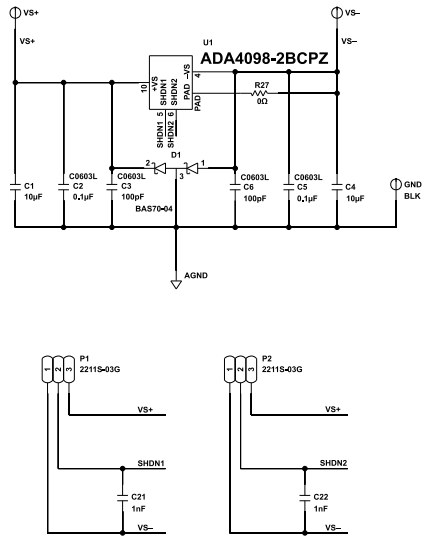 VS+
VS–
VS+
VS–
U1
ADA4098-2BCPZ
10
+VS
SHDN1
SHDN2
–VS
PAD
4
PAD
R27
0Ω
5
6
SHDN1
SHDN2
D1
2
3
1
BAS70-04
C1
10µF
C0603L
C2
0.1µF
C0603L
C3
100pF
C0603L
C6
100pF
C0603L
C5
0.1µF
C4
10µF
GND
BLK
AGND
P1
2211S-03G
1
2
3
VS+
SHDN1
C21
1nF
VS–
P2
2211S-03G
1
2
3
VS+
SHDN2
C22
1nF
VS–